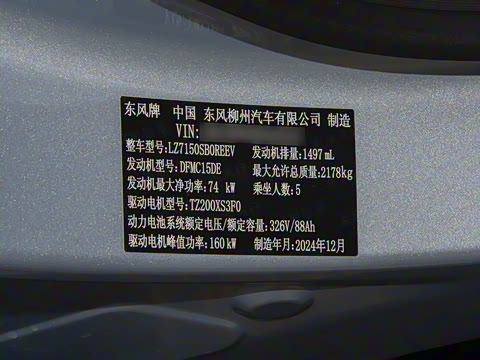 东风牌 中国 东风柳州汽车有限公司 制造
VIN:
整车型号:LZ7150SB0REEV 发动机排量:1497 mL
发动机型号:DFMC15DE 最大允许总质量:2178kg
发动机最大净功率:74 kW 乘坐人数:5
驱动电机型号:TZ200XS3F0
动力电池系统额定电压/额定容量:326V/88Ah
驱动电机峰值功率:160kW 制造年月:2024年12月